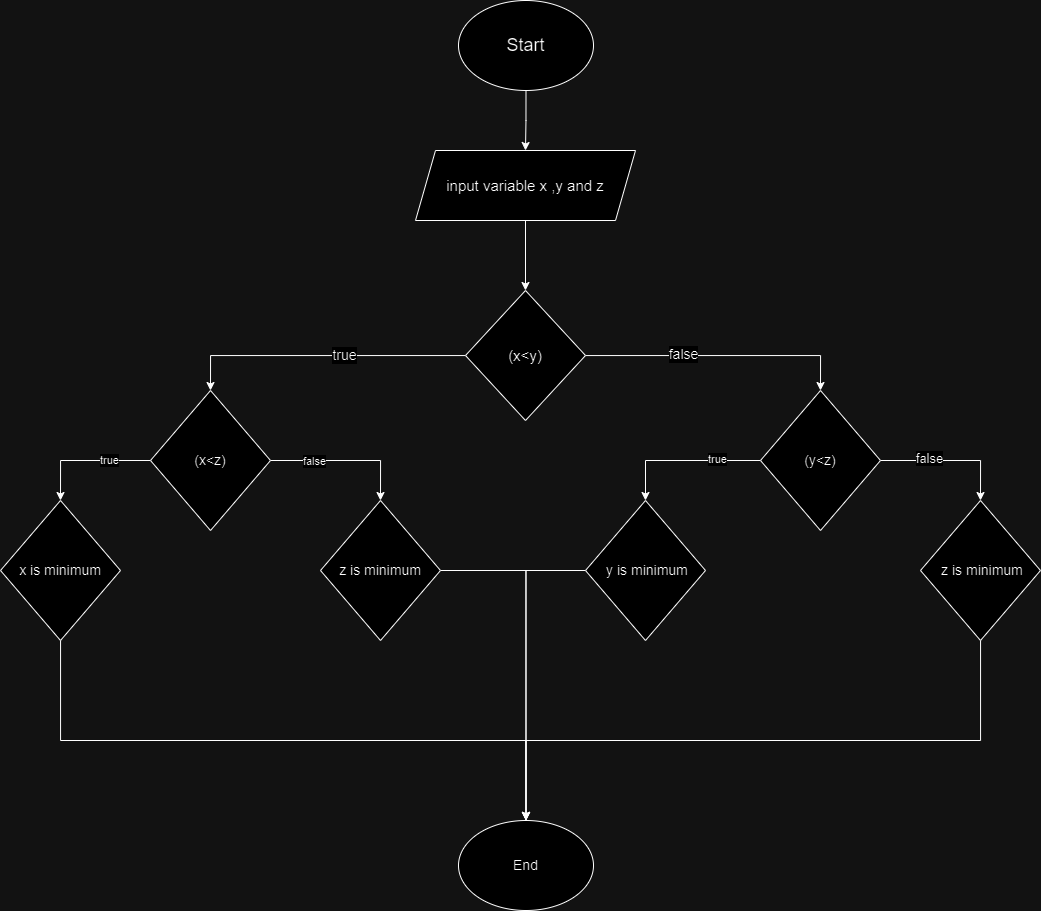 Start
input variable x ,y and z
(x<y)
true
false
(x<z)
(y<z)
true
false
true
false
x is minimum
z is minimum
y is minimum
z is minimum
End